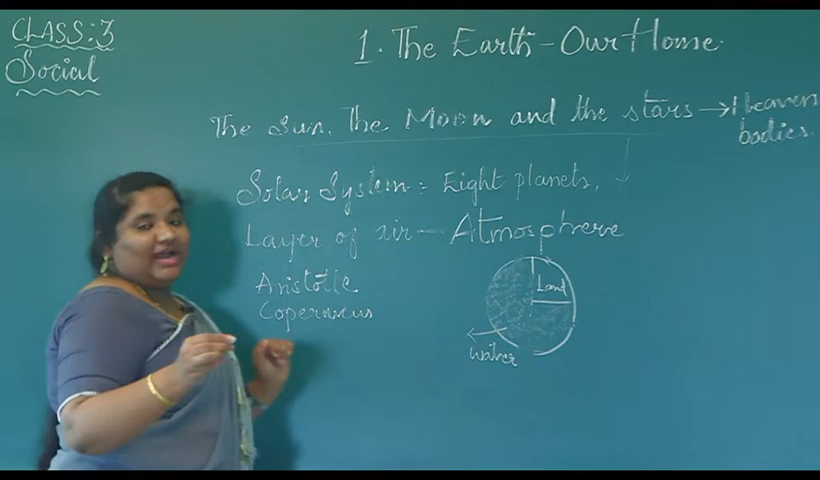 CLASS:3
Social
1. The Earth - Our Home.
The Sun, The Moon and the stars → Heaven
bodies.
Solar System : Eight planets,
Layer of air - Atmosphrere
Aristotle
Copernicus
Land
water